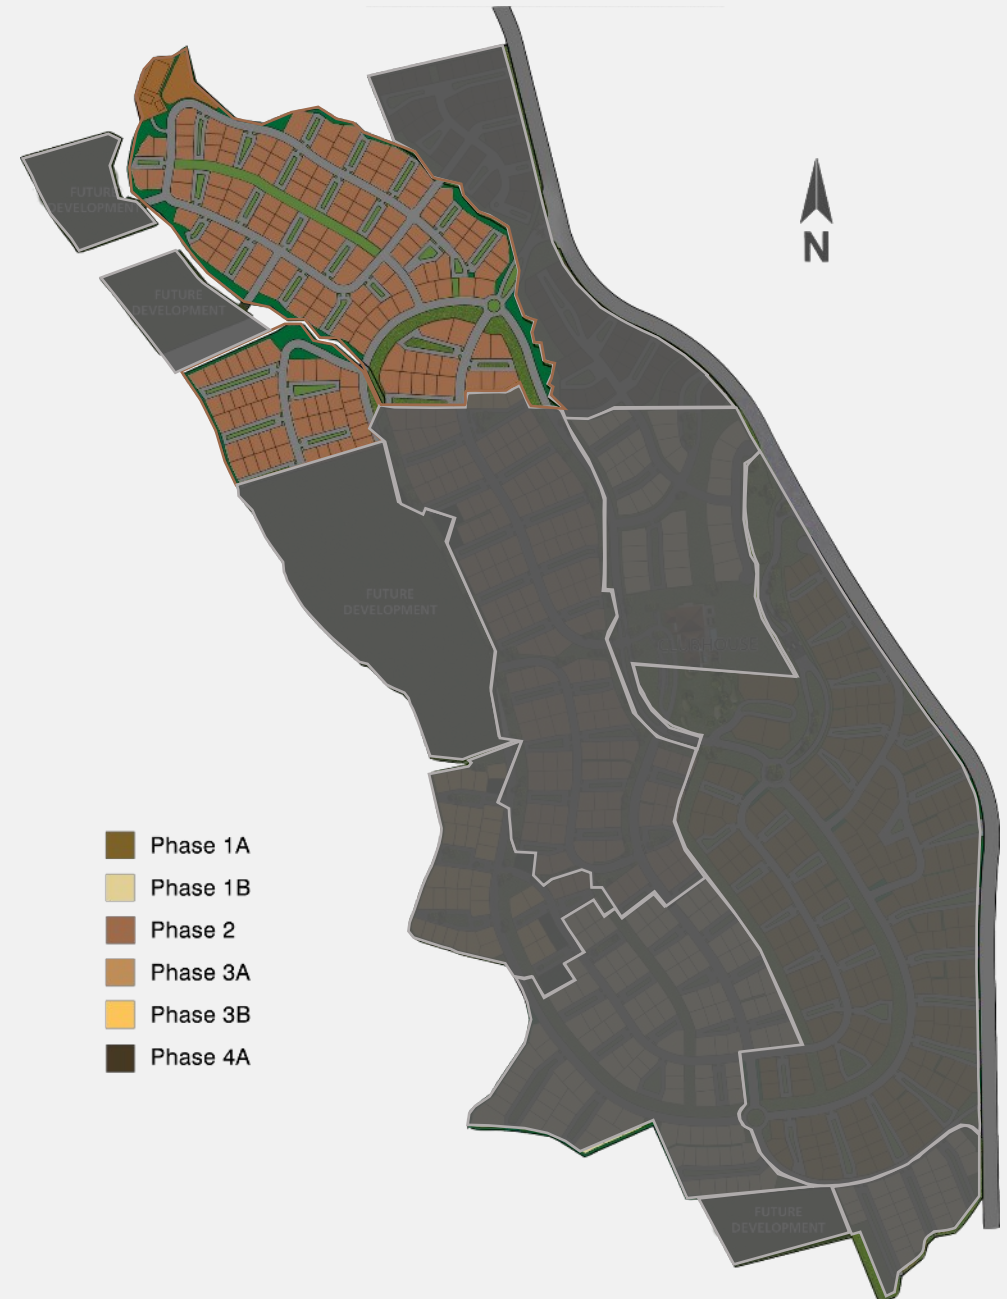 N
FUTURE
DEVELOPMENT
FUTURE
DEVELOPMENT
FUTURE
DEVELOPMENT
Phase 1A
Phase 1B
Phase 2
Phase 3A
Phase 3B
Phase 4A
FUTURE
DEVELOPMENT